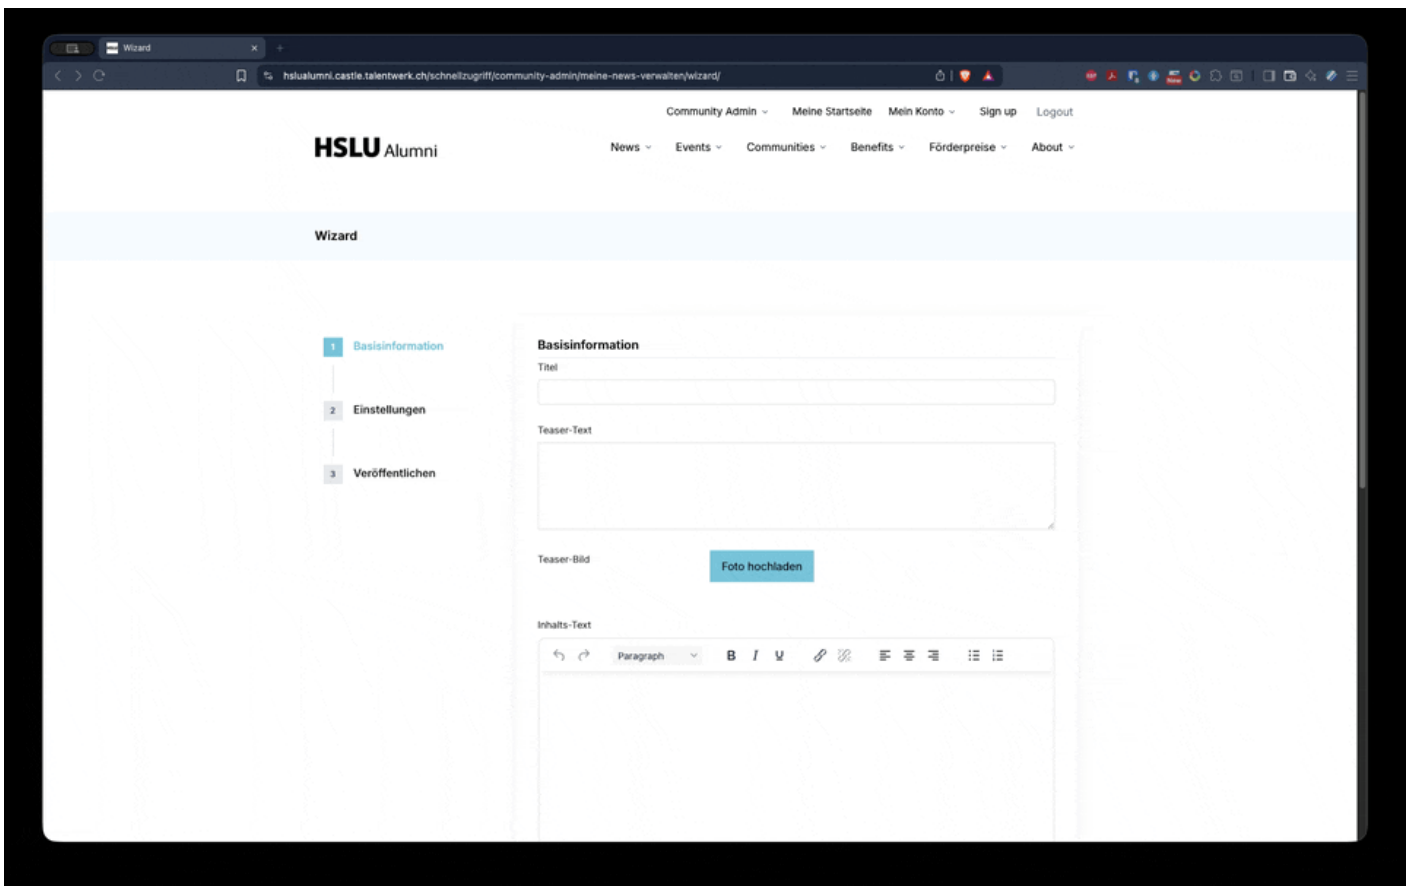 Wizard
hslualumni.castle.talentwerk.ch/schnellzugriff/community-admin/meine-news-verwalten/wizard/
Community Admin Meine Startseite Mein Konto Sign up Logout
HSLU Alumni
News Events Communities Benefits Förderpreise About
Wizard
1 Basisinformation
2 Einstellungen
3 Veröffentlichen
Basisinformation
Titel
Teaser-Text
Teaser-Bild
Foto hochladen
Inhalts-Text
Paragraph B I U